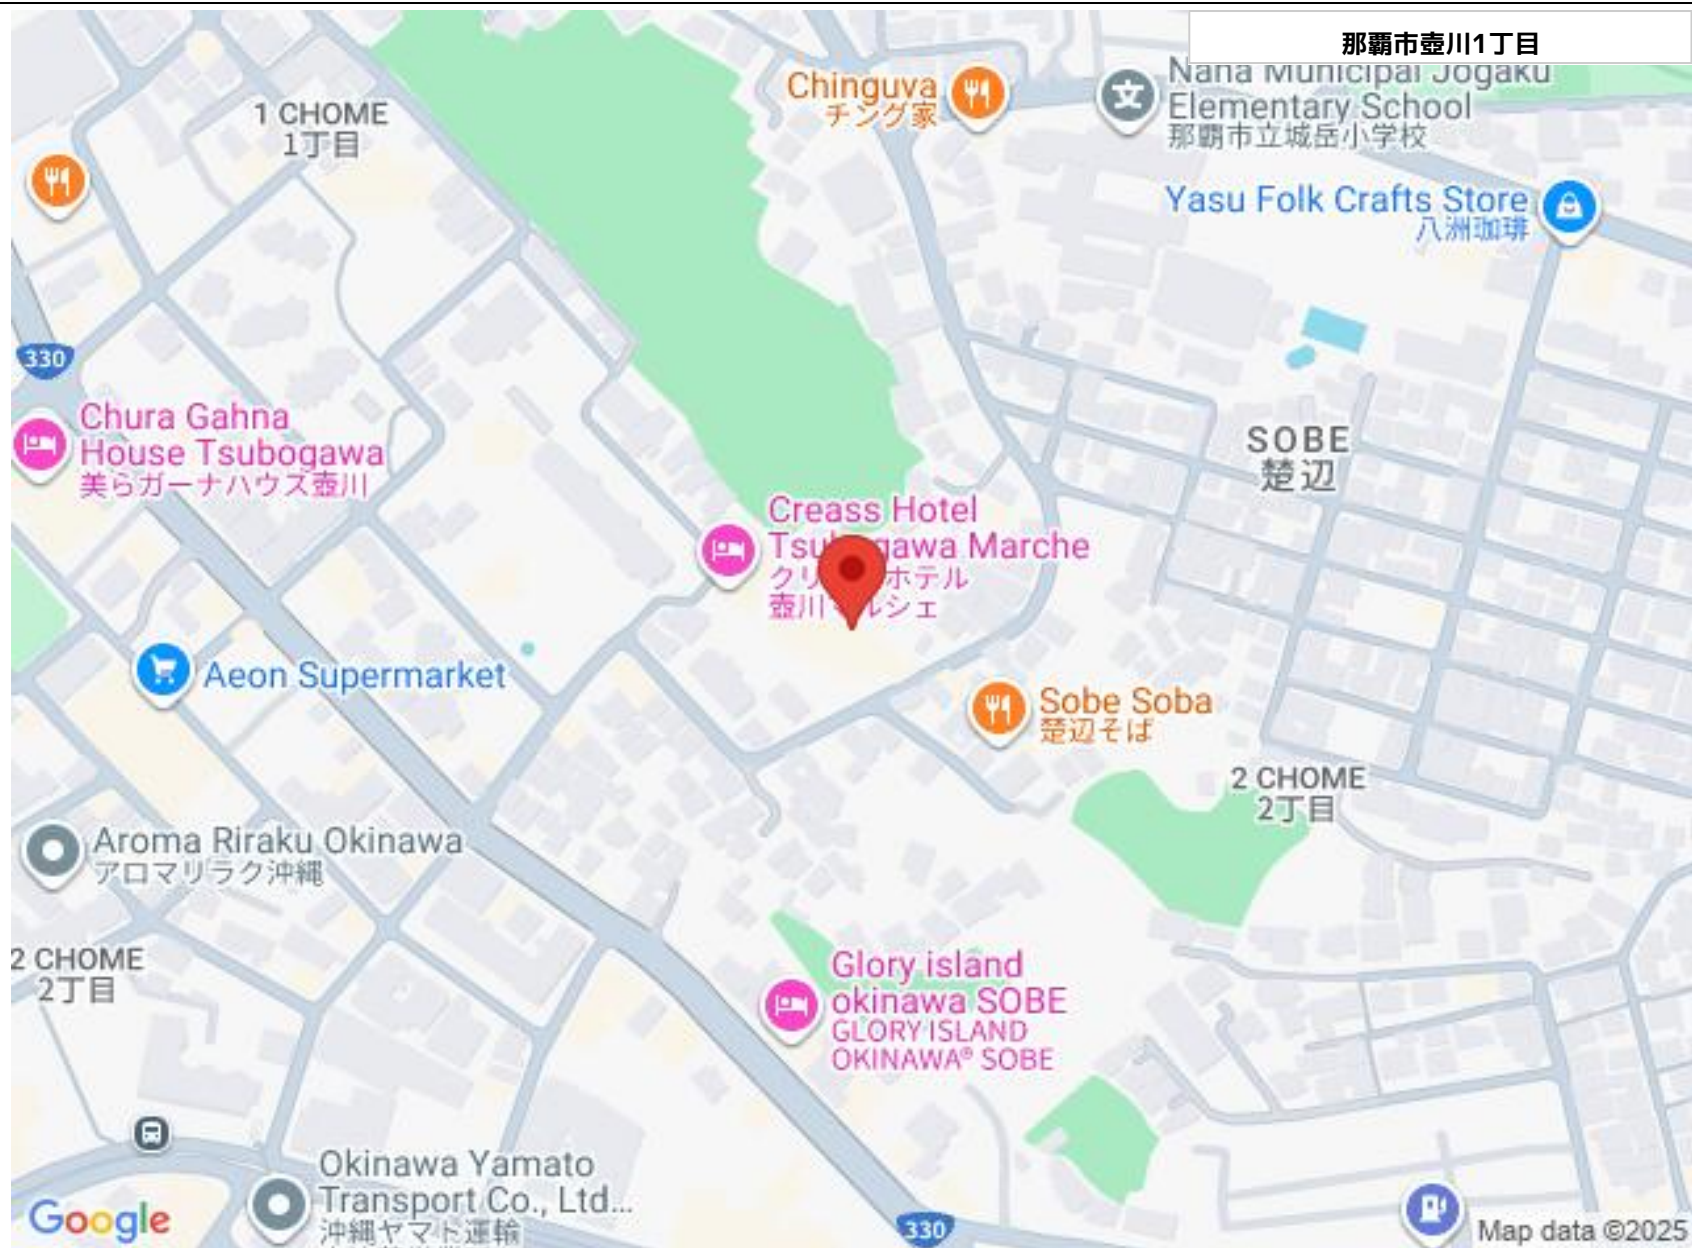 那覇市壺川1丁目
Chinguva
チング家
Naha Municipal Jogaku
Elementary School
那覇市立城岳小学校
1 CHOME
1丁目
Yasu Folk Crafts Store
八洲珈琲
330
Chura Gahna
House Tsubogawa
美らガーナハウス壺川
SOBE
楚辺
Creass Hotel
Marche
ホテル
壺川
ルシェ
Aeon Supermarket
Sobe Soba
楚辺そば
2 CHOME
2丁目
Aroma Riraku Okinawa
アロマリラク沖縄
2 CHOME
2丁目
Glory island
okinawa SOBE
GLORY ISLAND
OKINAWA® SOBE
Okinawa Yamato
Transport Co., Ltd...
沖縄ヤマト運輸
330
Google
Map data ©2025